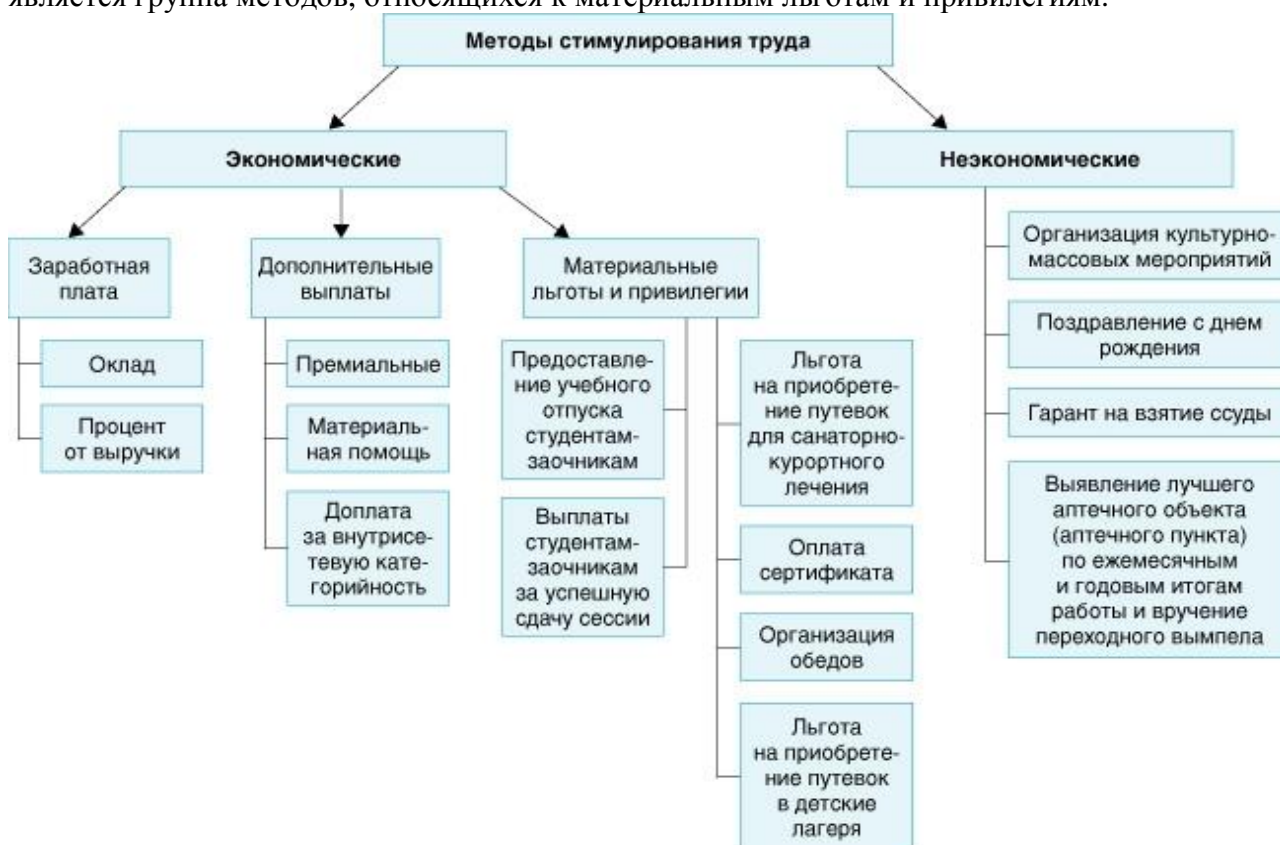 является группа методов, относящихся к материальным льготам и привилегиям.
Методы стимулирования труда
Экономические
Неэкономические
Заработная
плата
Оклад
Процент
от выручки
Дополнительные
выплаты
Премиальные
Материаль-
ная помощь
Доплата
за внутрисе-
тевую кате-
горийность
Материальные
льготы и привилегии
Предоставле-
ние учебного
отпуска
студентам-
заочникам
Выплаты
студентам-
заочникам
за успешную
сдачу сессии
Льгота
на приобрете-
ние путевок
для санаторно-
курортного
лечения
Оплата
сертификата
Организация
обедов
Льгота
на приобрете-
ние путевок
в детские
лагеря
Организация культурно-
массовых мероприятий
Поздравление с днем
рождения
Гарант на взятие ссуды
Выявление лучшего
аптечного объекта
(аптечного пункта)
по ежемесячным
и годовым итогам
работы и вручение
переходного вымпела